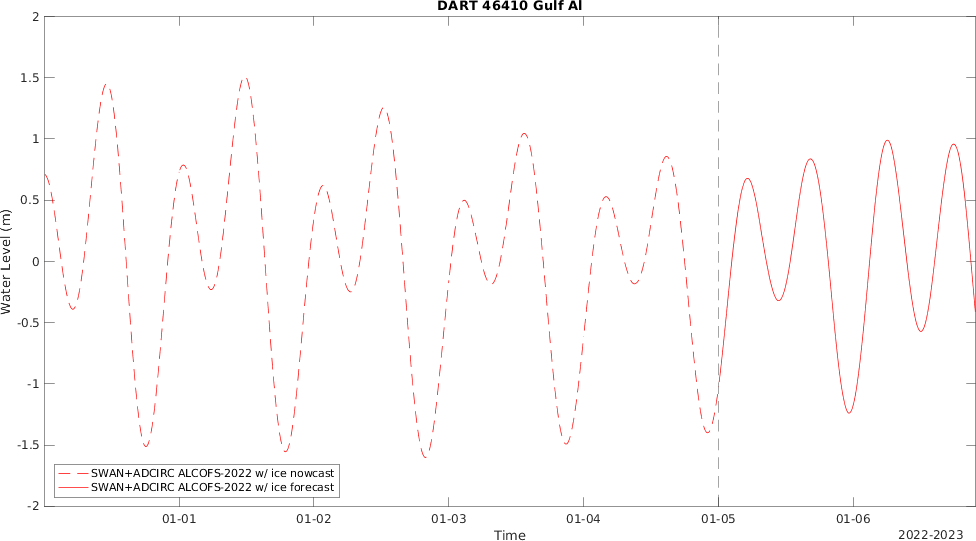 DART 46410 Gulf Al
2
1.5
1
0.5
0
-0.5
-1
-1.5
-2
Water Level (m)
SWAN+ADCIRC ALCOFS-2022 w/ ice nowcast
SWAN+ADCIRC ALCOFS-2022 w/ ice forecast
01-01 01-02 01-03 01-04 01-05 01-06
Time
2022-2023